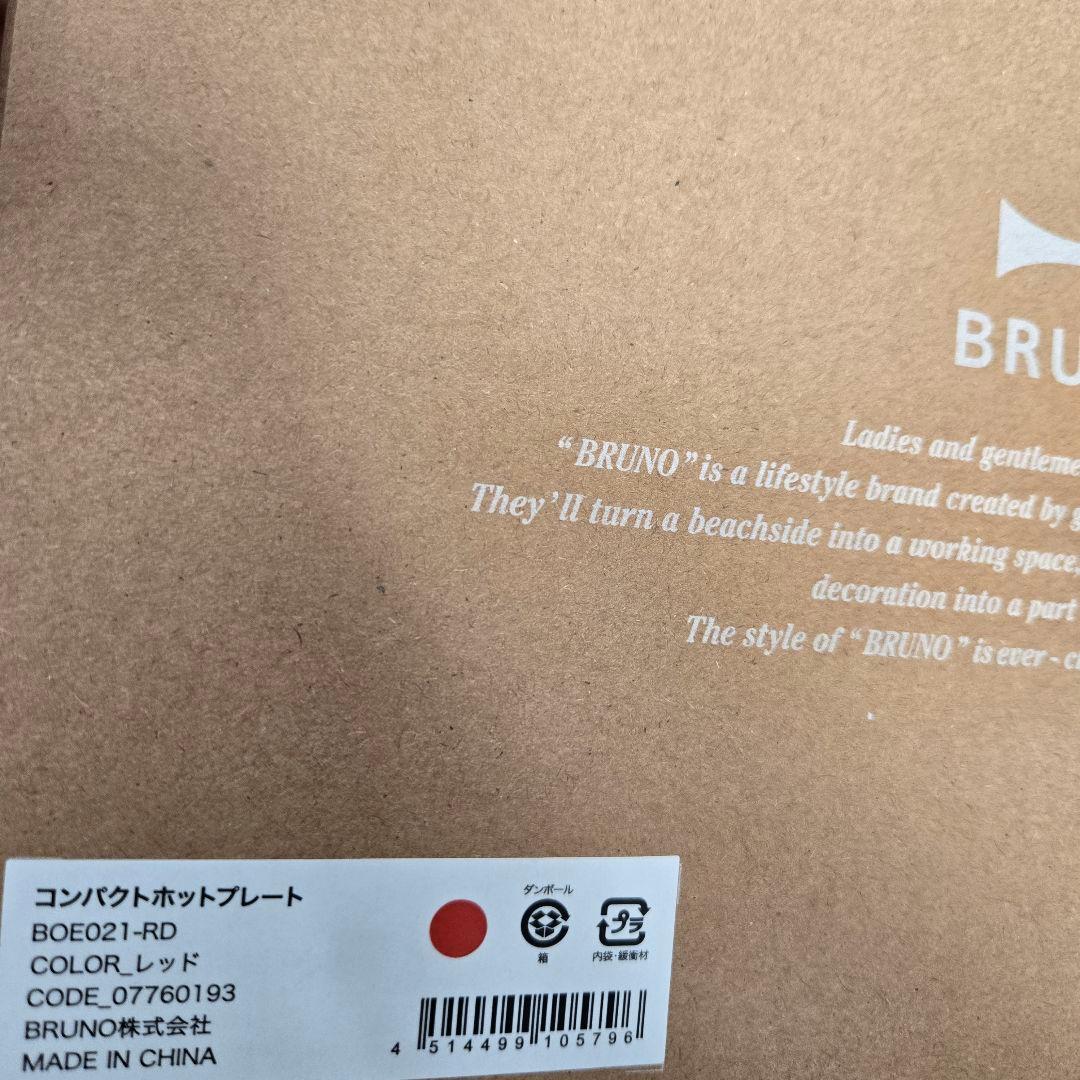 BRU
Ladies and gentleme
"BRUNO" is a lifestyle brand created by g
They'll turn a beachside into a working space,
decoration into a part
The style of "BRUNO" is ever - c
コンパクトホットプレート
BOE021-RD
COLOR_レッド
CODE_07760193
BRUNO株式会社
MADE IN CHINA
ダンボール
箱
プラ
内袋・緩衝材
4 514499 105796